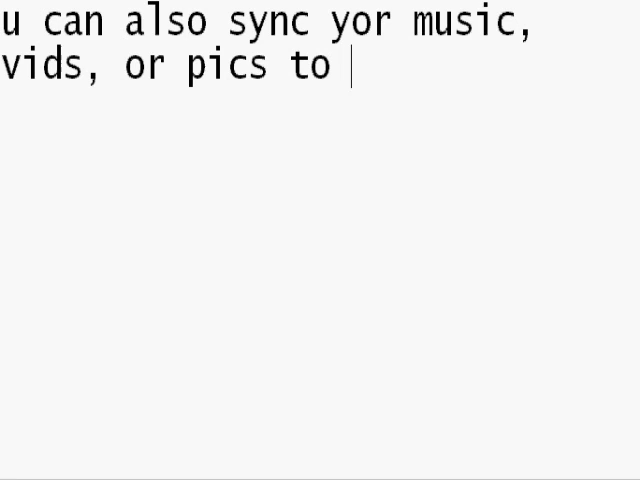 u can also sync yor music,
vids, or pics to